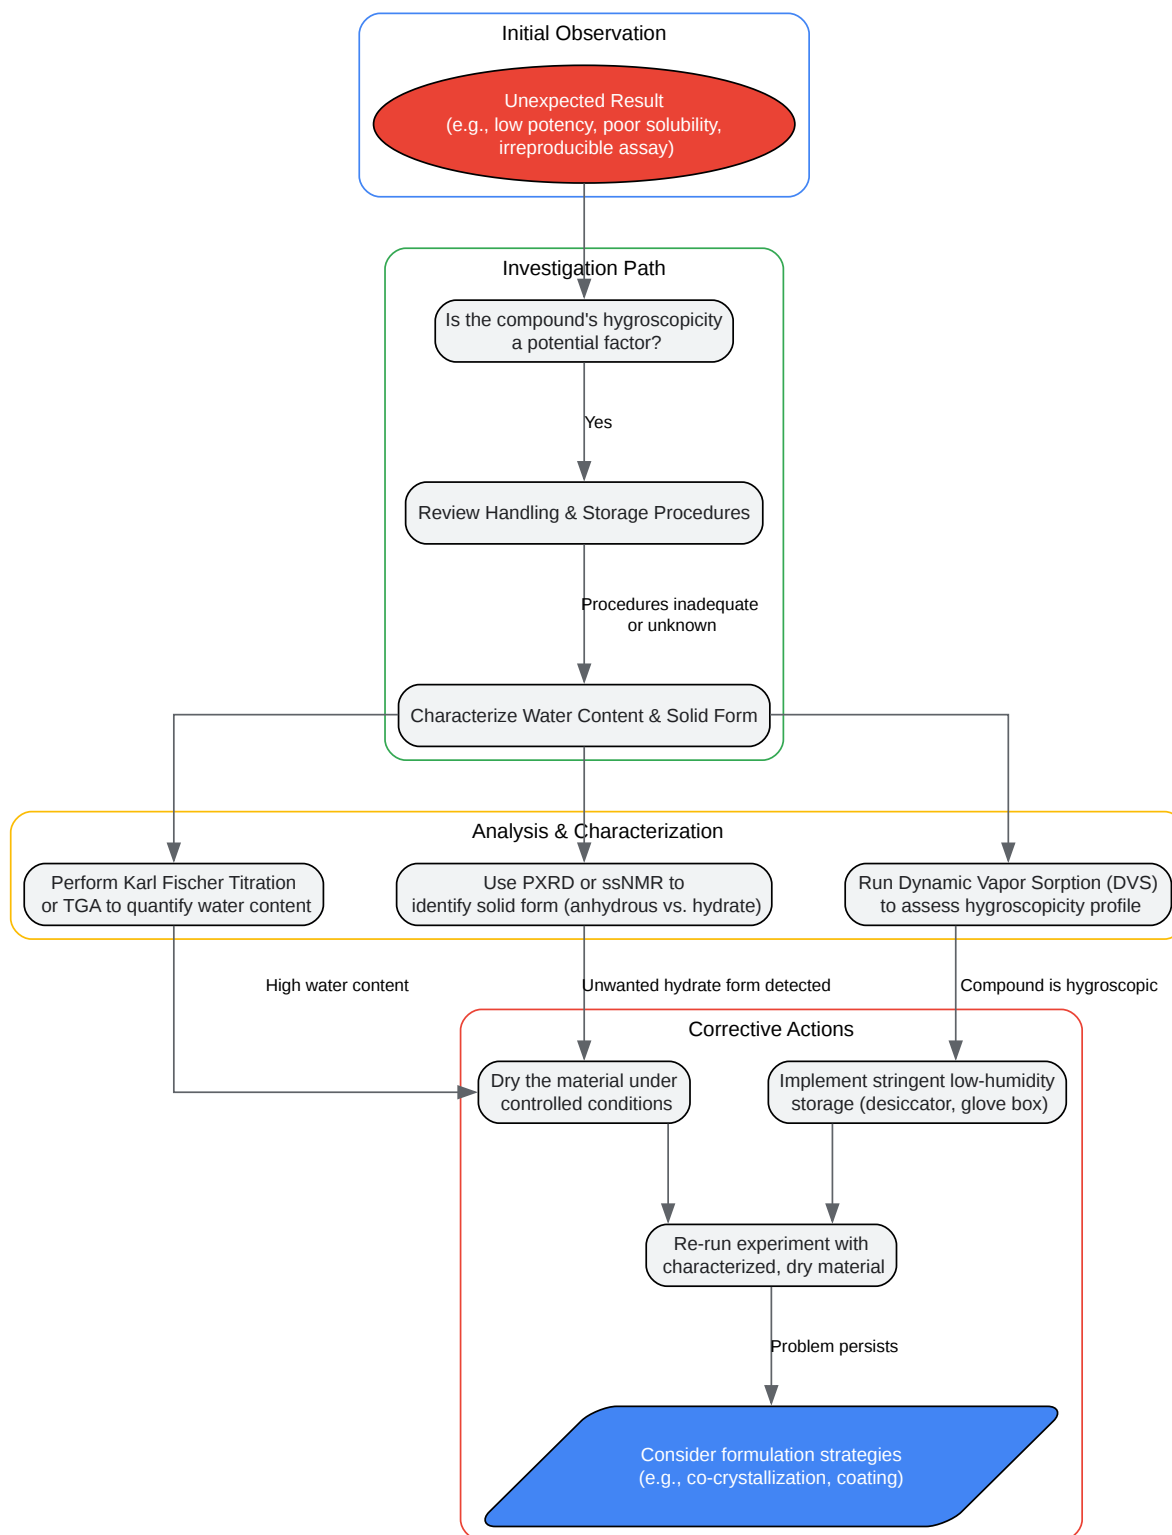 Initial Observation
Unexpected Result
(e.g., low potency, poor solubility,
irreproducible assay)
Investigation Path
Is the compound's hygroscopicity
a potential factor?
Yes
Review Handling & Storage Procedures
Procedures inadequate
or unknown
Characterize Water Content & Solid Form
Analysis & Characterization
Perform Karl Fischer Titration
or TGA to quantify water content
Use PXRD or ssNMR to
identify solid form (anhydrous vs. hydrate)
Run Dynamic Vapor Sorption (DVS)
to assess hygroscopicity profile
High water content
Unwanted hydrate form detected
Compound is hygroscopic
Corrective Actions
Dry the material under
controlled conditions
Implement stringent low-humidity
storage (desiccator, glove box)
Re-run experiment with
characterized, dry material
Problem persists
Consider formulation strategies
(e.g., co-crystallization, coating)